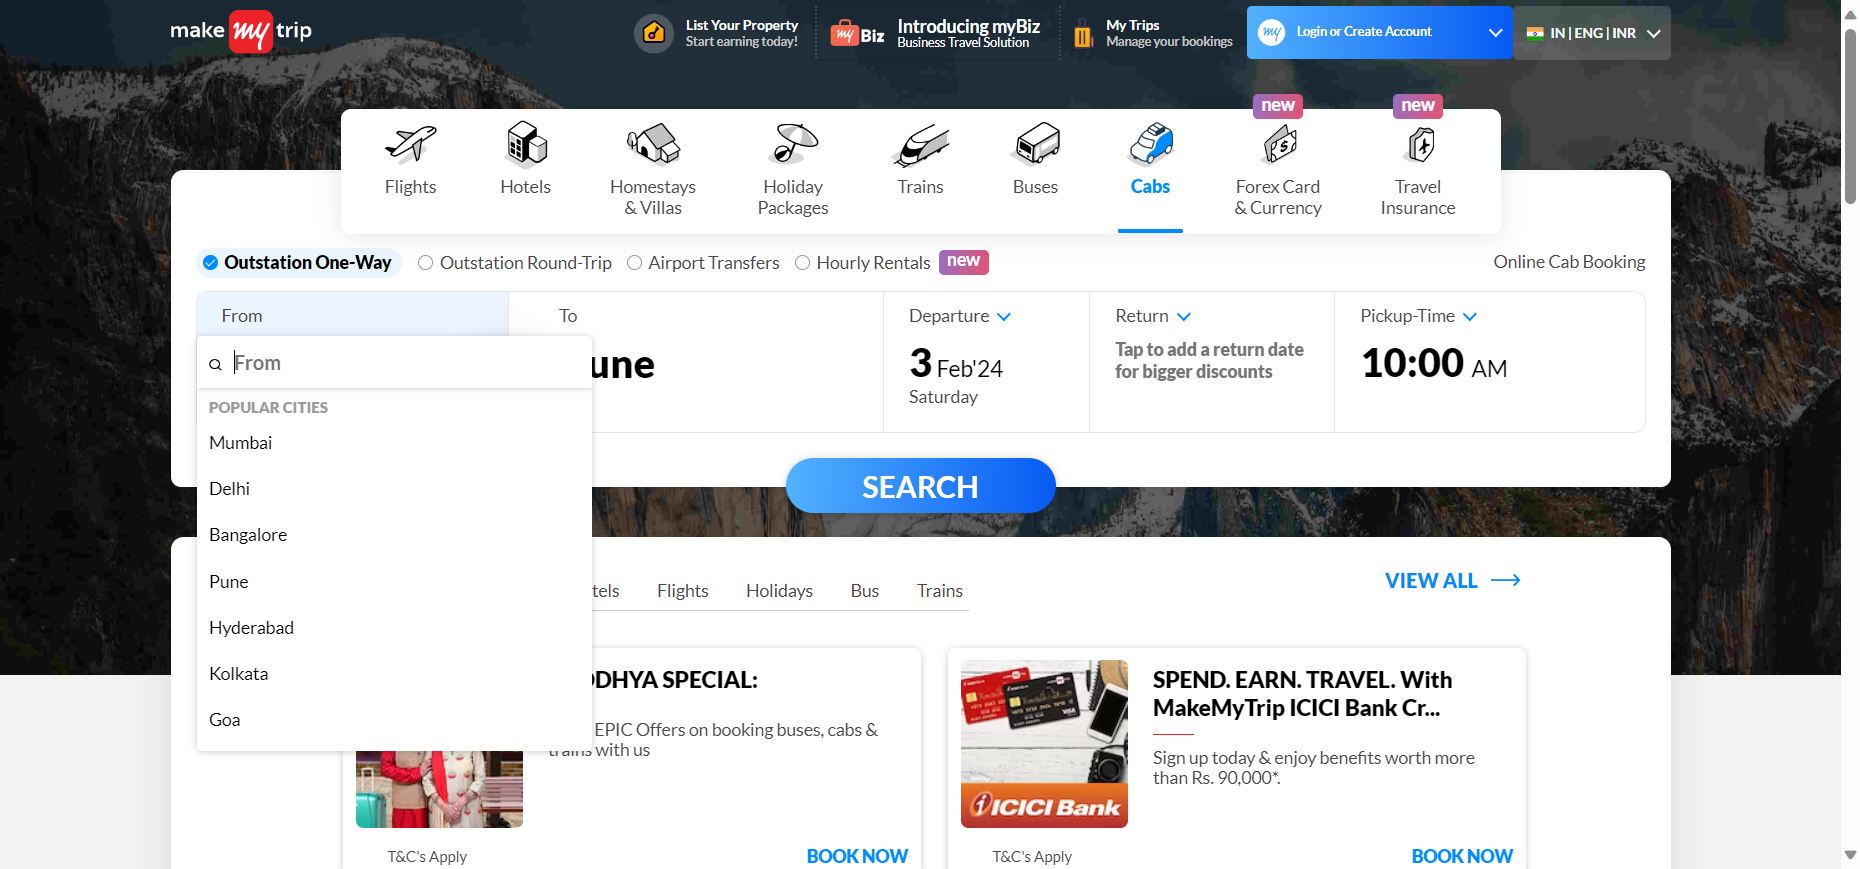 make my trip
List Your Property
Start earning today!
my Biz
Introducing myBiz
Business Travel Solution
My Trips
Manage your bookings
my
Login or Create Account
IN | ENG | INR
new
new
Flights
Hotels
Homestays
& Villas
Holiday
Packages
Trains
Buses
Cabs
Forex Card
& Currency
Travel
Insurance
Outstation One-Way
Outstation Round-Trip
Airport Transfers
Hourly Rentals
new
Online Cab Booking
From
To
Departure
Return
Pickup-Time
From
une
3 Feb'24
Saturday
Tap to add a return date
for bigger discounts
10:00 AM
POPULAR CITIES
Mumbai
Delhi
Bangalore
Pune
Hyderabad
Kolkata
Goa
SEARCH
tels
Flights
Holidays
Bus
Trains
VIEW ALL
DHYA SPECIAL:
EPIC Offers on booking buses, cabs &
trains with us
T&C's Apply
BOOK NOW
SPEND. EARN. TRAVEL. With
MakeMyTrip ICICI Bank Cr...
Sign up today & enjoy benefits worth more
than Rs. 90,000*.
ICICI Bank
VISA
T&C's Apply
BOOK NOW